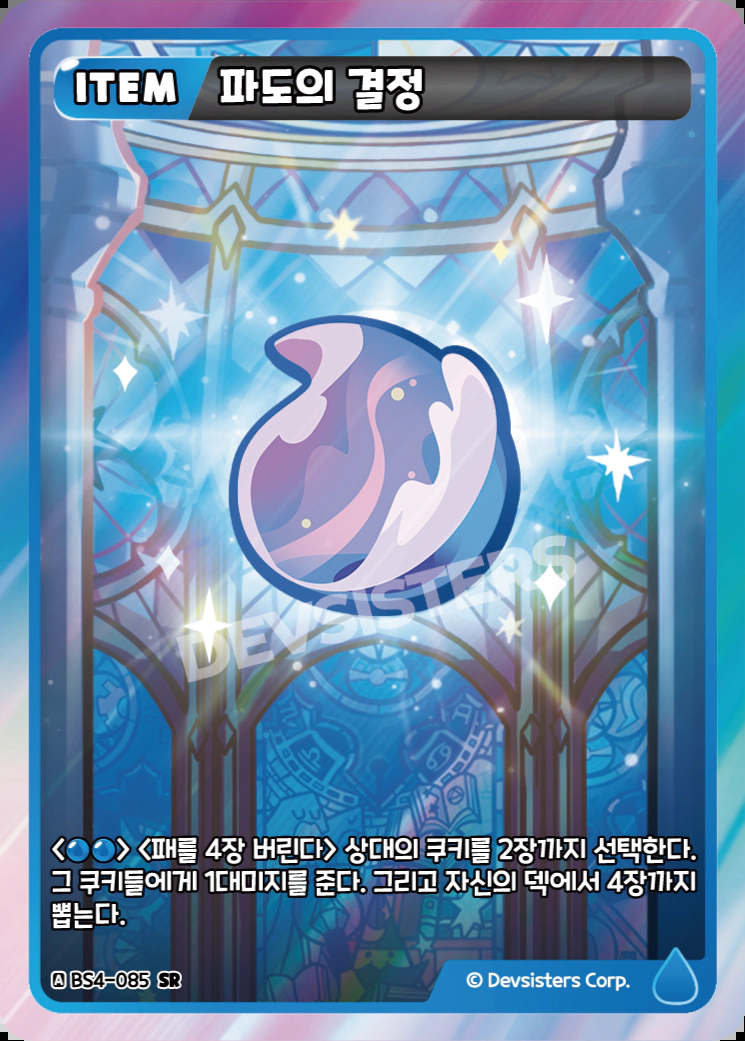 ITEM 파도의 결정
DEVSISTERS
<●●> <패를 4장 버린다> 상대의 쿠키를 2장까지 선택한다.
그 쿠키들에게 1대미지를 준다. 그리고 자신의 덱에서 4장까지
뽑는다.
A BS4-085 SR
© Devsisters Corp.